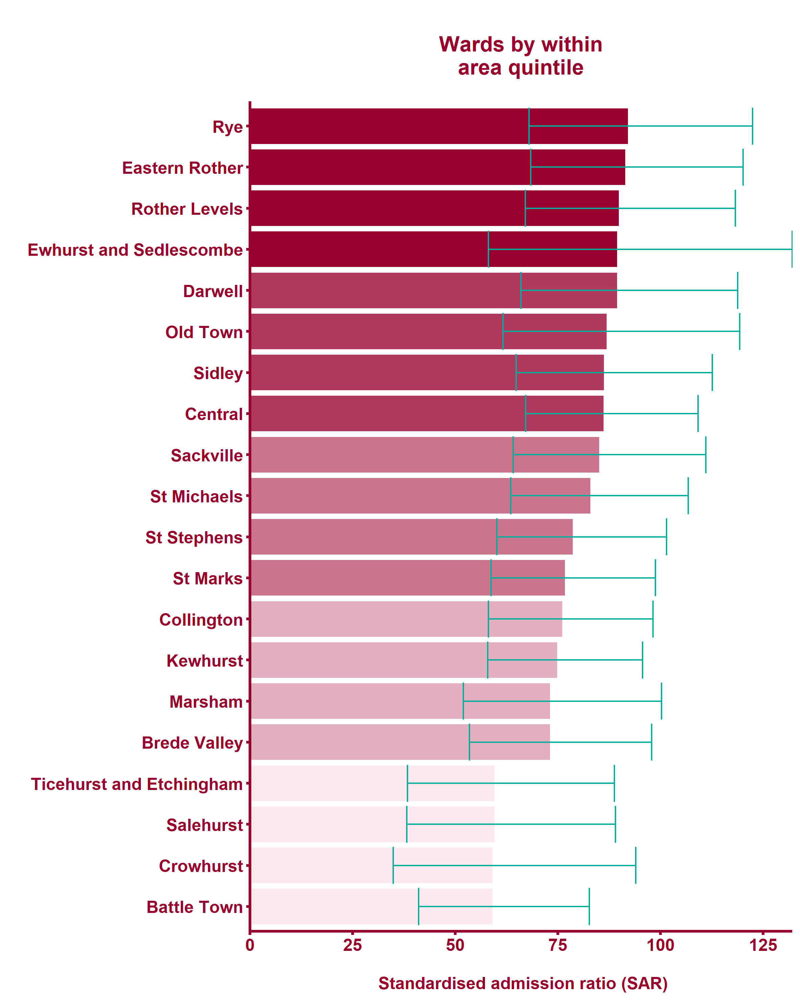 Wards by within
area quintile
Rye
Eastern Rother
Rother Levels
Ewhurst and Sedlescombe
Darwell
Old Town
Sidley
Central
Sackville
St Michaels
St Stephens
St Marks
Collington
Kewhurst
Marsham
Brede Valley
Ticehurst and Etchingham
Salehurst
Crowhurst
Battle Town
0 25 50 75 100 125
Standardised admission ratio (SAR)